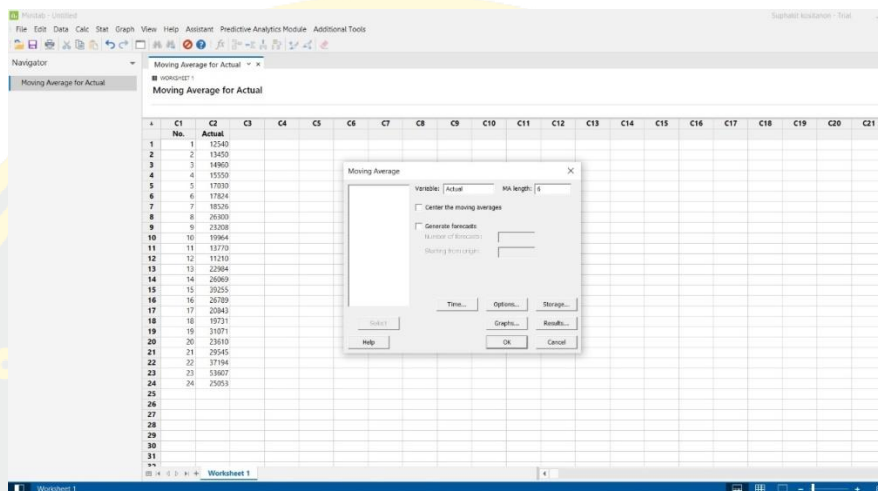 Minitab - Untitled
File Edit Data Calc Stat Graph View Help Assistant Predictive Analytics Module Additional Tools
Navigator
Moving Average for Actual
Moving Average for Actual
WORKSHEET 1
Moving Average for Actual
C1 C2 C3 C4 C5 C6 C7 C8 C9 C10 C11 C12 C13 C14 C15 C16 C17 C18 C19 C20 C21
No. Actual
1 1 12540
2 2 13450
3 3 14960
4 4 15550
5 5 17030
6 6 17824
7 7 18526
8 8 26300
9 9 23208
10 10 19964
11 11 13770
12 12 11210
13 13 22984
14 14 26069
15 15 39255
16 16 26789
17 17 20843
18 18 19731
19 19 31071
20 20 23610
21 21 29545
22 22 37194
23 23 53607
24 24 25053
25
26
27
28
29
30
31
Moving Average
Variable: Actual MA length: 6
Center the moving averages
Generate forecasts
Number of forecasts:
Starting from origin:
Time... Options... Storage...
Select Graphs... Results...
Help OK Cancel
Worksheet 1
Worksheet 1